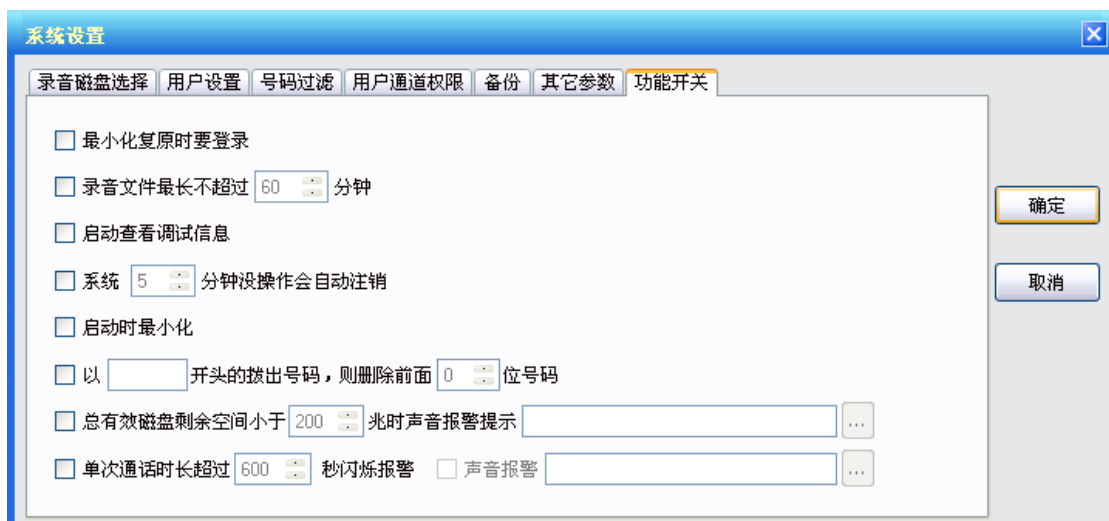 系统设置
录音磁盘选择 用户设置 号码过滤 用户通道权限 备份 其它参数 功能开关
最小化复原时要登录
录音文件最长不超过 60 分钟
确定
启动查看调试信息
系统 5 分钟没操作会自动注销
取消
启动时最小化
以 开头的拨出号码，则删除前面 0 位号码
总有效磁盘剩余空间小于 200 兆时声音报警提示 ...
单次通话时长超过 600 秒闪烁报警 声音报警 ...